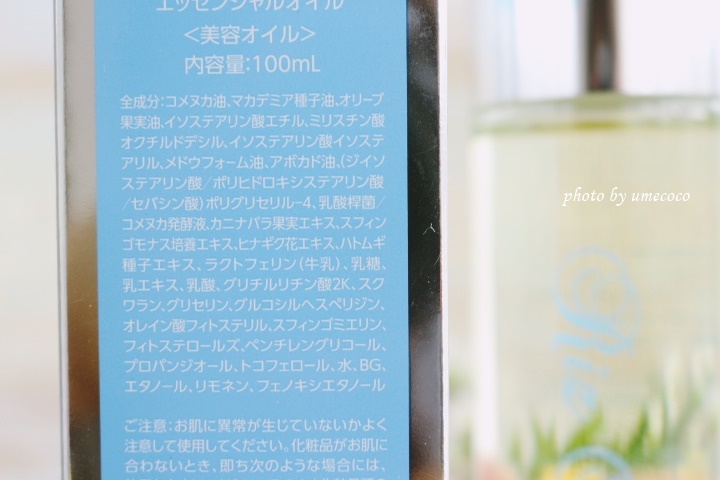 エッセンシャルオイル
＜美容オイル＞
内容量:100mL
全成分:コメヌカ油、マカデミア種子油、オリーブ
果実油、イソステアリン酸エチル、ミリスチン酸
オクチルドデシル、イソステアリン酸イソステ
アリル、メドウフォーム油、アボカド油、(ジイソ
ステアリン酸／ポリヒドロキシステアリン酸
／セバシン酸)ポリグリセリル-4、乳酸桿菌／
コメヌカ発酵液、カニナバラ果実エキス、スフィン
ゴモナス培養エキス、ヒナギク花エキス、ハトムギ
種子エキス、ラクトフェリン(牛乳)、乳糖、
乳エキス、乳酸、グリチルリチン酸2K、スク
ワラン、グリセリン、グルコシルヘスペリジン、
オレイン酸フィトステリル、スフィンゴミエリン、
フィトステロールズ、ペンチレングリコール、
プロパンジオール、トコフェロール、水、BG、
エタノール、リモネン、フェノキシエタノール
ご注意:お肌に異常が生じていないかよく
注意して使用してください。化粧品がお肌に
合わないとき、即ち次のような場合には、
photo by umecoco
Rie